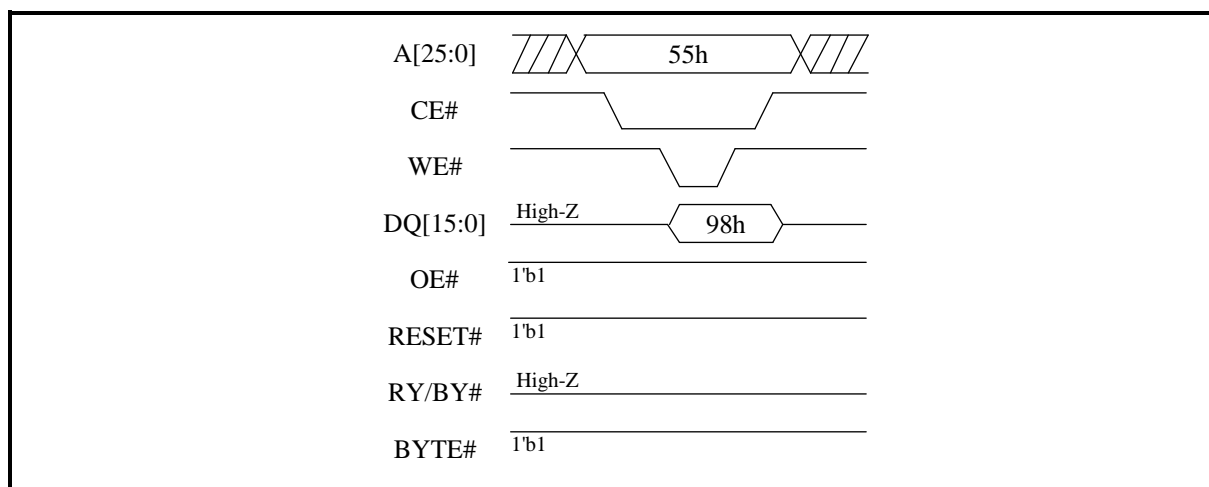 A[25:0] 55h
CE#
WE#
DQ[15:0] High-Z 98h
OE# 1'b1
RESET# 1'b1
RY/BY# High-Z
BYTE# 1'b1